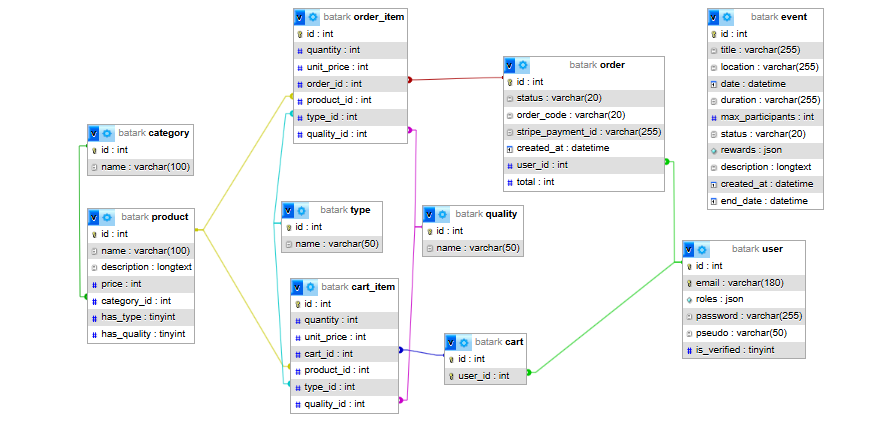 batark order_item
id : int
quantity : int
unit_price : int
order_id : int
product_id : int
type_id : int
quality_id : int
batark order
id : int
status : varchar(20)
order_code : varchar(20)
stripe_payment_id : varchar(255)
created_at : datetime
user_id : int
total : int
batark event
id : int
title : varchar(255)
location : varchar(255)
date : datetime
duration : varchar(255)
max_participants : int
status : varchar(20)
rewards : json
description : longtext
created_at : datetime
end_date : datetime
batark category
id : int
name : varchar(100)
batark product
id : int
name : varchar(100)
description : longtext
price : int
category_id : int
has_type : tinyint
has_quality : tinyint
batark type
id : int
name : varchar(50)
batark quality
id : int
name : varchar(50)
batark cart_item
id : int
quantity : int
unit_price : int
cart_id : int
product_id : int
type_id : int
quality_id : int
batark cart
id : int
user_id : int
batark user
id : int
email : varchar(180)
roles : json
password : varchar(255)
pseudo : varchar(50)
is_verified : tinyint